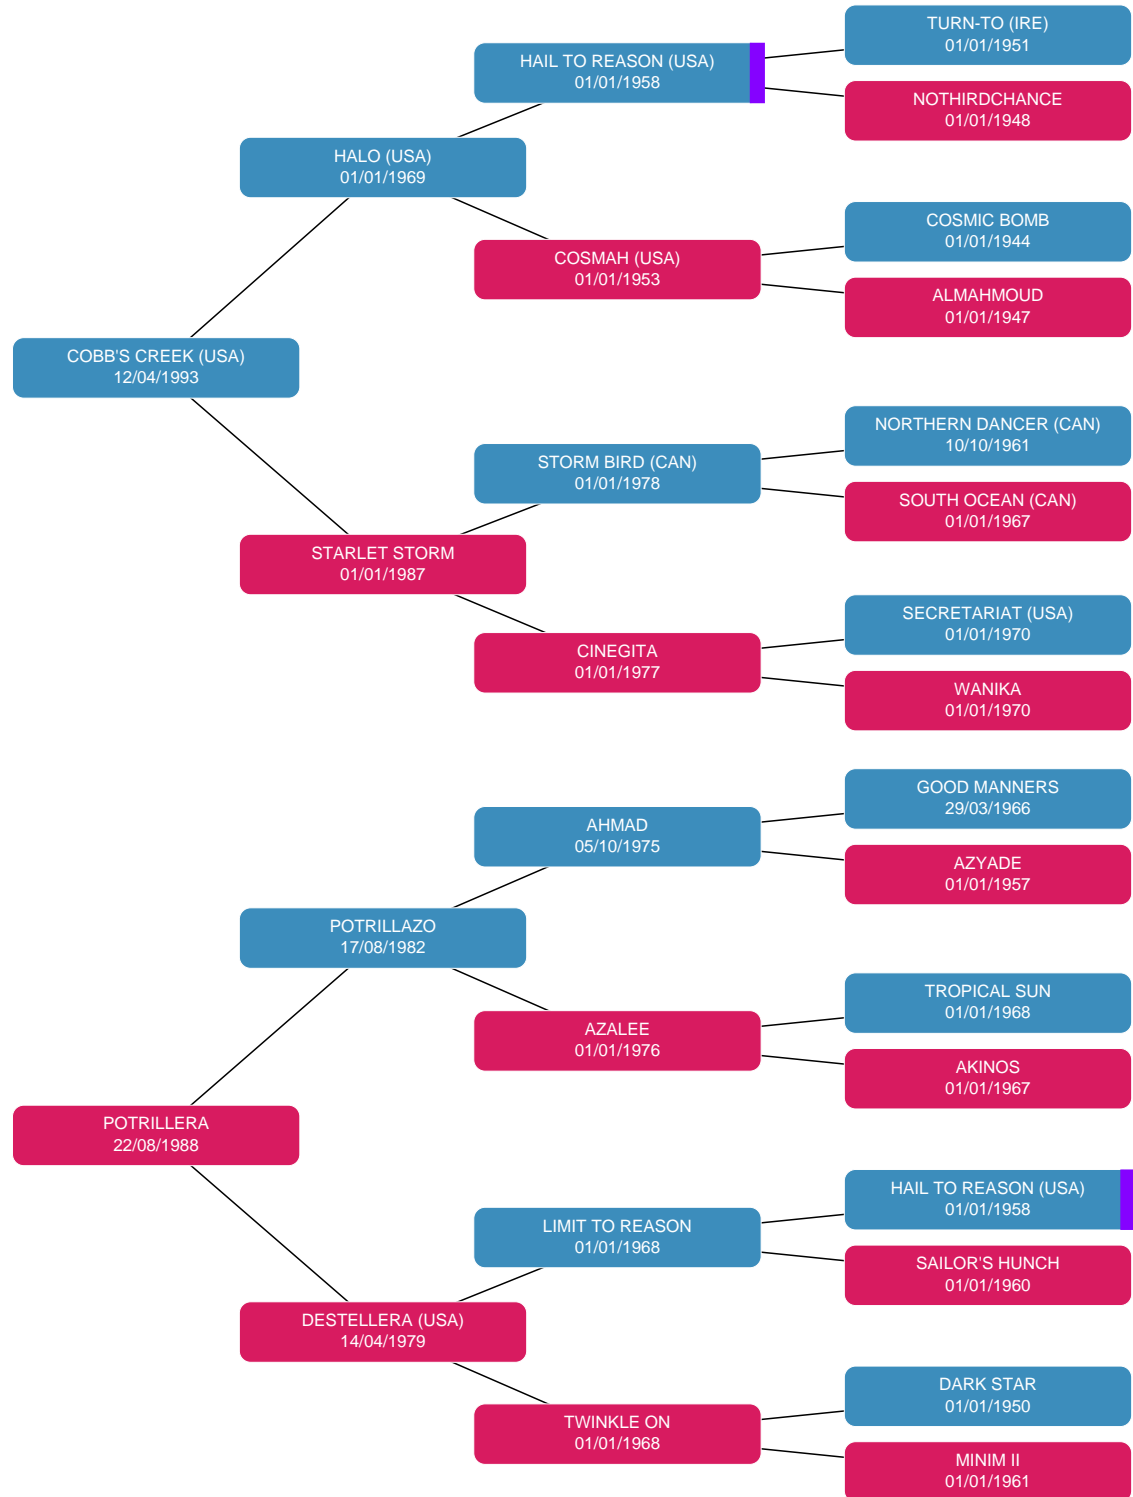 TURN-TO (IRE)
01/01/1951
HAIL TO REASON (USA)
01/01/1958
NOTHIRDCHANCE
01/01/1948
HALO (USA)
01/01/1969
COSMIC BOMB
01/01/1944
COSMAH (USA)
01/01/1953
ALMAHMOUD
01/01/1947
COBB'S CREEK (USA)
12/04/1993
NORTHERN DANCER (CAN)
10/10/1961
STORM BIRD (CAN)
01/01/1978
SOUTH OCEAN (CAN)
01/01/1967
STARLET STORM
01/01/1987
SECRETARIAT (USA)
01/01/1970
CINEGITA
01/01/1977
WANIKA
01/01/1970
GOOD MANNERS
29/03/1966
AHMAD
05/10/1975
AZYADE
01/01/1957
POTRILLAZO
17/08/1982
TROPICAL SUN
01/01/1968
AZALEE
01/01/1976
AKINOS
01/01/1967
POTRILLERA
22/08/1988
HAIL TO REASON (USA)
01/01/1958
LIMIT TO REASON
01/01/1968
SAILOR'S HUNCH
01/01/1960
DESTELLERA (USA)
14/04/1979
DARK STAR
01/01/1950
TWINKLE ON
01/01/1968
MINIM II
01/01/1961